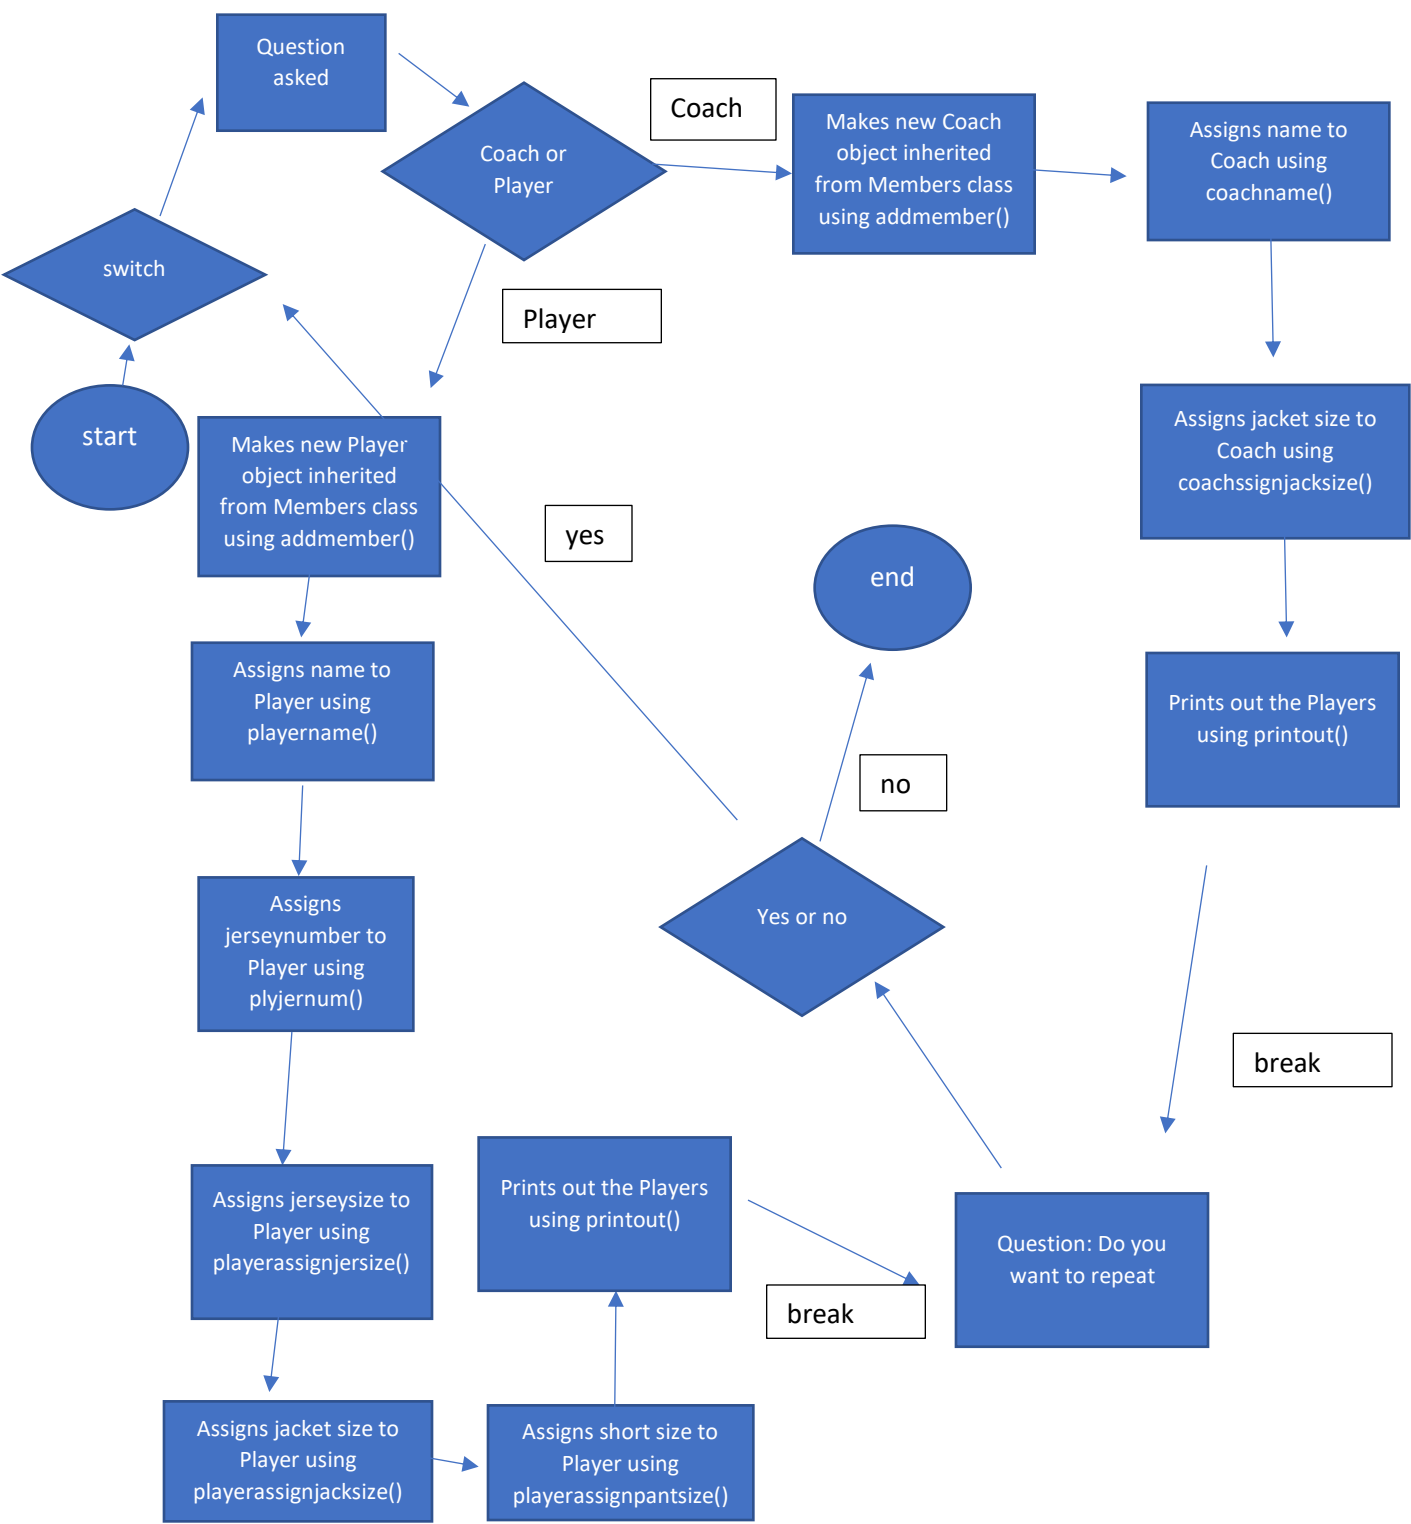 Question
asked
Coach or
Player
Coach
Makes new Coach
object inherited
from Members class
using addmember()
Assigns name to
Coach using
coachname()
switch
Player
start
Makes new Player
object inherited
from Members class
using addmember()
Assigns jacket size to
Coach using
coachssignjacksize()
yes
end
Assigns name to
Player using
playername()
Prints out the Players
using printout()
no
Assigns
jerseynumber to
Player using
plyjernum()
Yes or no
break
Assigns jerseysize to
Player using
playerassignjersize()
Prints out the Players
using printout()
break
Question: Do you
want to repeat
Assigns jacket size to
Player using
playerassignjacksize()
Assigns short size to
Player using
playerassignpantsize()